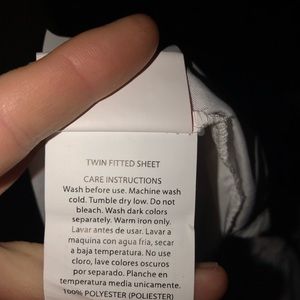 TWIN FITTED SHEET
CARE INSTRUCTIONS
Wash before use. Machine wash
cold. Tumble dry low. Do not
bleach. Wash dark colors
separately. Warm iron only.
Lavar antes de usar. Lavar a
maquina con agua fria, secar
a baja temperatura. No use
cloro, lave colores oscuros
por separado. Planche en
temperatura media unicamente.
100% POLYESTER (POLIESTER)